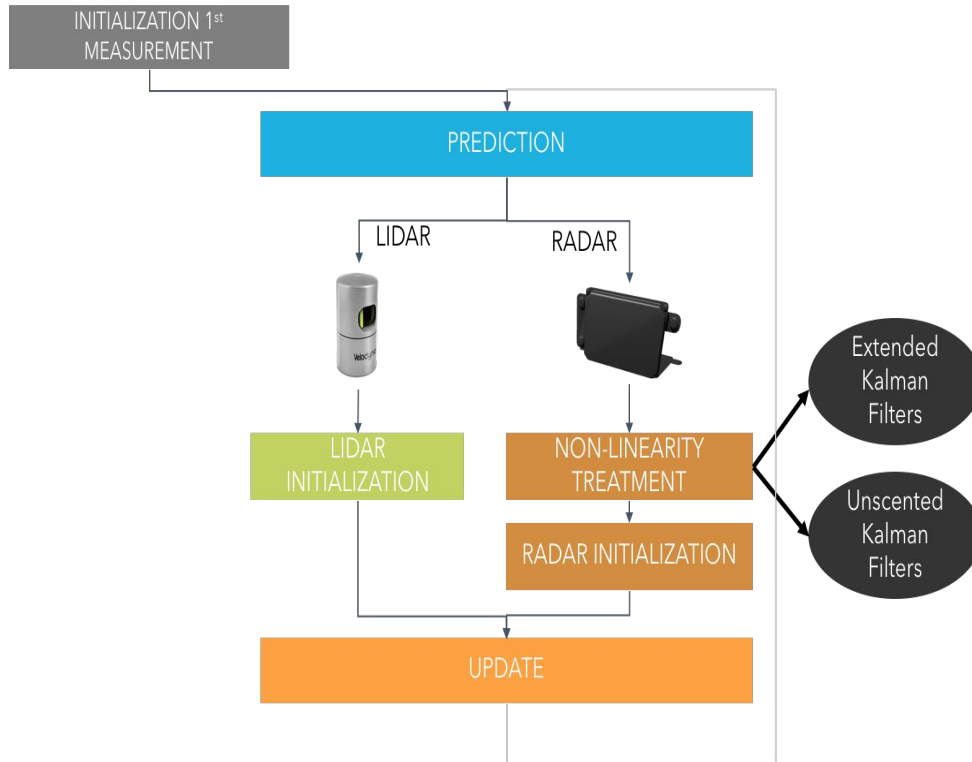 INITIALIZATION 1st
MEASUREMENT
PREDICTION
LIDAR
RADAR
Velodyne
LIDAR
INITIALIZATION
NON-LINEARITY
TREATMENT
RADAR INITIALIZATION
UPDATE
Extended
Kalman
Filters
Unscented
Kalman
Filters